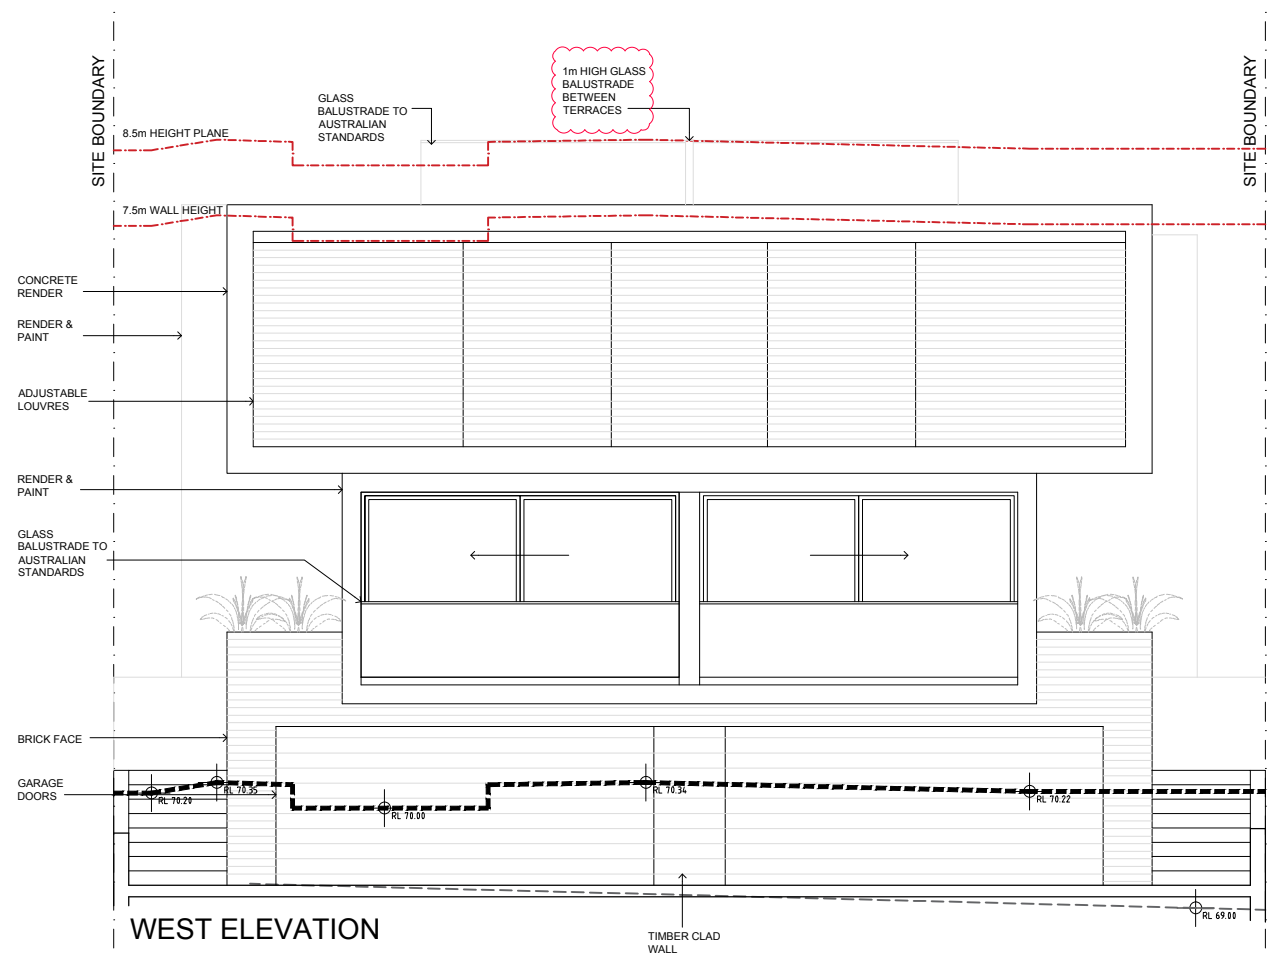 SITE BOUNDARY
SITE BOUNDARY
1m HIGH GLASS
BALUSTRADE
BETWEEN
TERRACES
GLASS
BALUSTRADE TO
AUSTRALIAN
STANDARDS
8.5m HEIGHT PLANE
7.5m WALL HEIGHT
CONCRETE
RENDER
RENDER &
PAINT
ADJUSTABLE
LOUVRES
RENDER &
PAINT
GLASS
BALUSTRADE TO
AUSTRALIAN
STANDARDS
BRICK FACE
GARAGE
DOORS
RL 70.20
RL 70.35
RL 70.00
RL 70.34
RL 70.22
RL 69.00
WEST ELEVATION
TIMBER CLAD
WALL